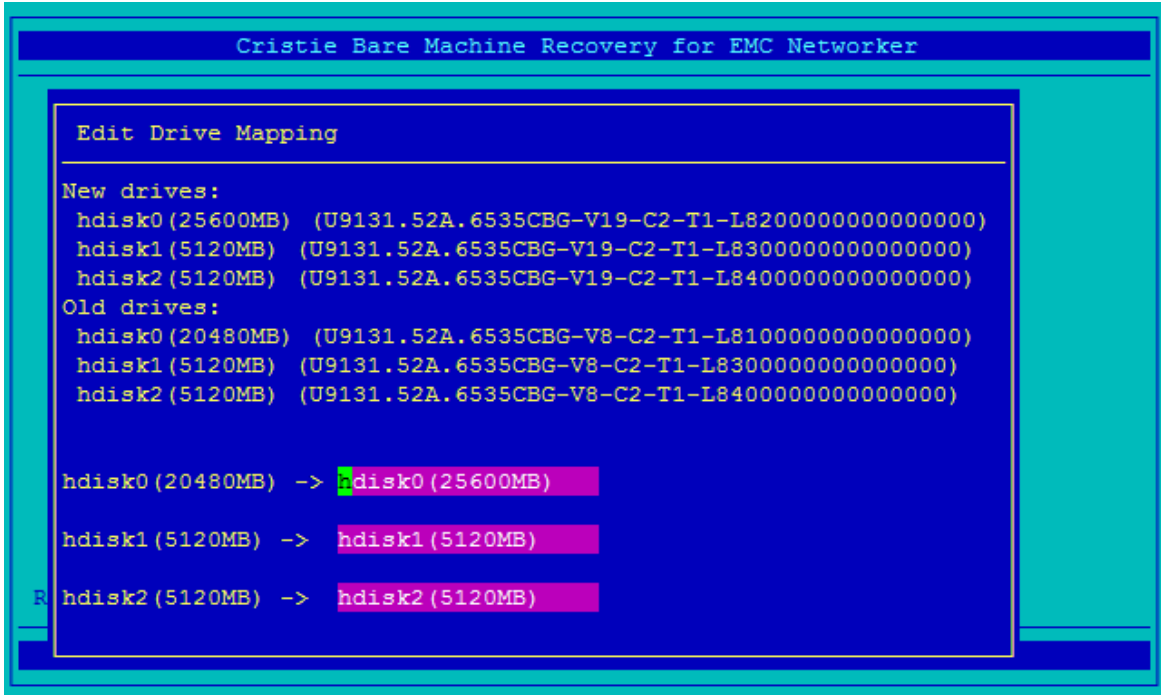 Cristie Bare Machine Recovery for EMC Networker
Edit Drive Mapping
New drives:
hdisk0(25600MB) (U9131.52A.6535CBG-V19-C2-T1-L8200000000000000)
hdisk1(5120MB) (U9131.52A.6535CBG-V19-C2-T1-L8300000000000000)
hdisk2(5120MB) (U9131.52A.6535CBG-V19-C2-T1-L8400000000000000)
Old drives:
hdisk0(20480MB) (U9131.52A.6535CBG-V8-C2-T1-L8100000000000000)
hdisk1(5120MB) (U9131.52A.6535CBG-V8-C2-T1-L8300000000000000)
hdisk2(5120MB) (U9131.52A.6535CBG-V8-C2-T1-L8400000000000000)
hdisk0(20480MB) -> hdisk0(25600MB)
hdisk1(5120MB) -> hdisk1(5120MB)
R hdisk2(5120MB) -> hdisk2(5120MB)